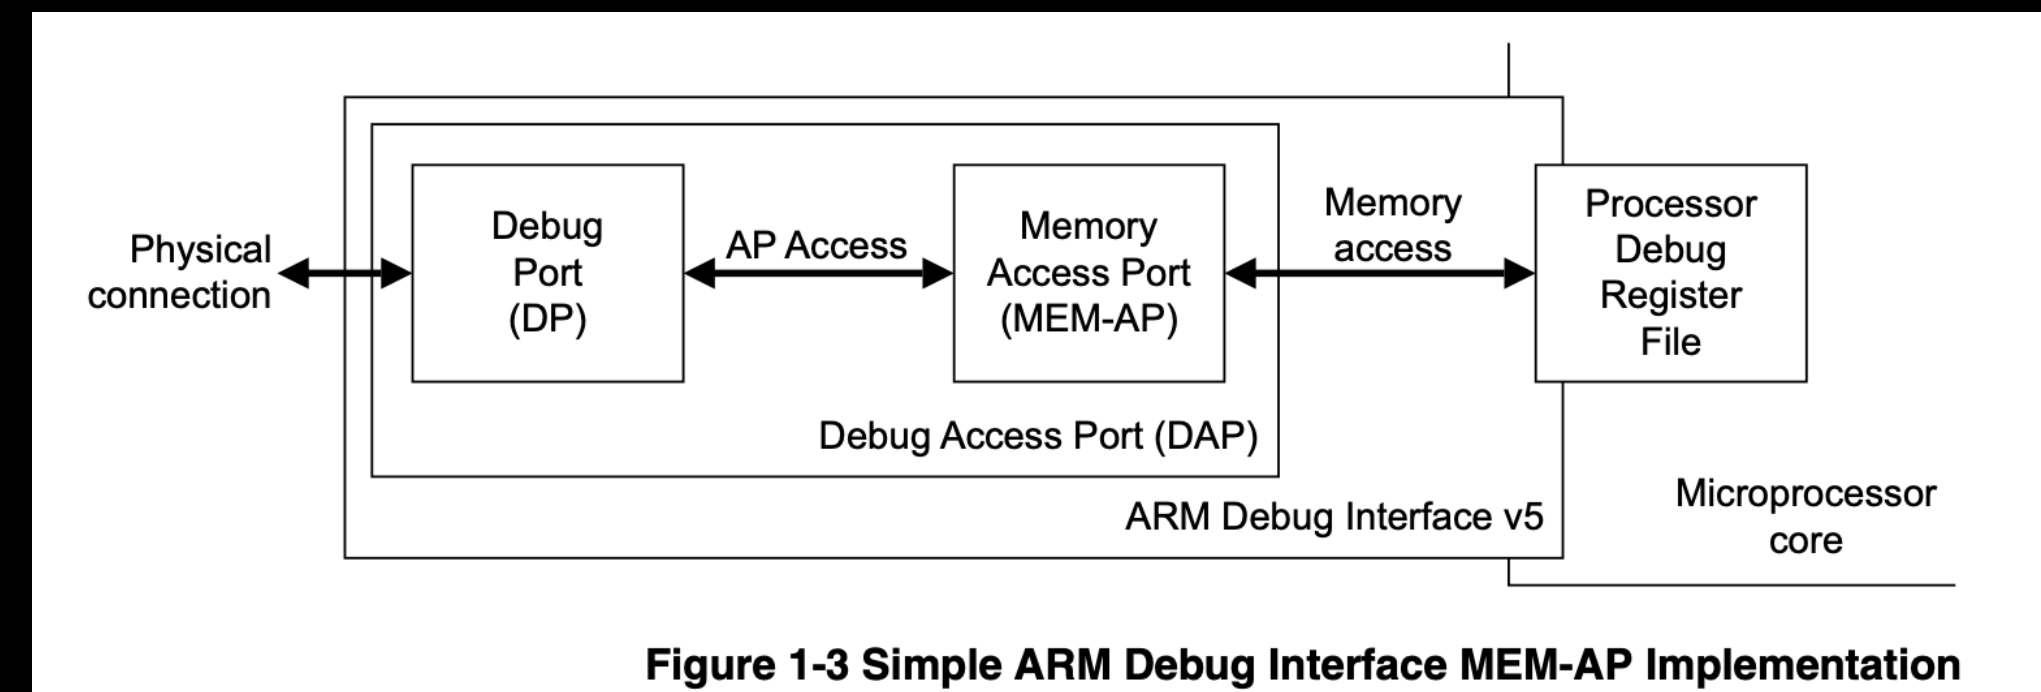 Physical
connection
Debug
Port
(DP)
AP Access
Memory
Access Port
(MEM-AP)
Memory
access
Processor
Debug
Register
File
Debug Access Port (DAP)
ARM Debug Interface v5
Microprocessor
core
Figure 1-3 Simple ARM Debug Interface MEM-AP Implementation